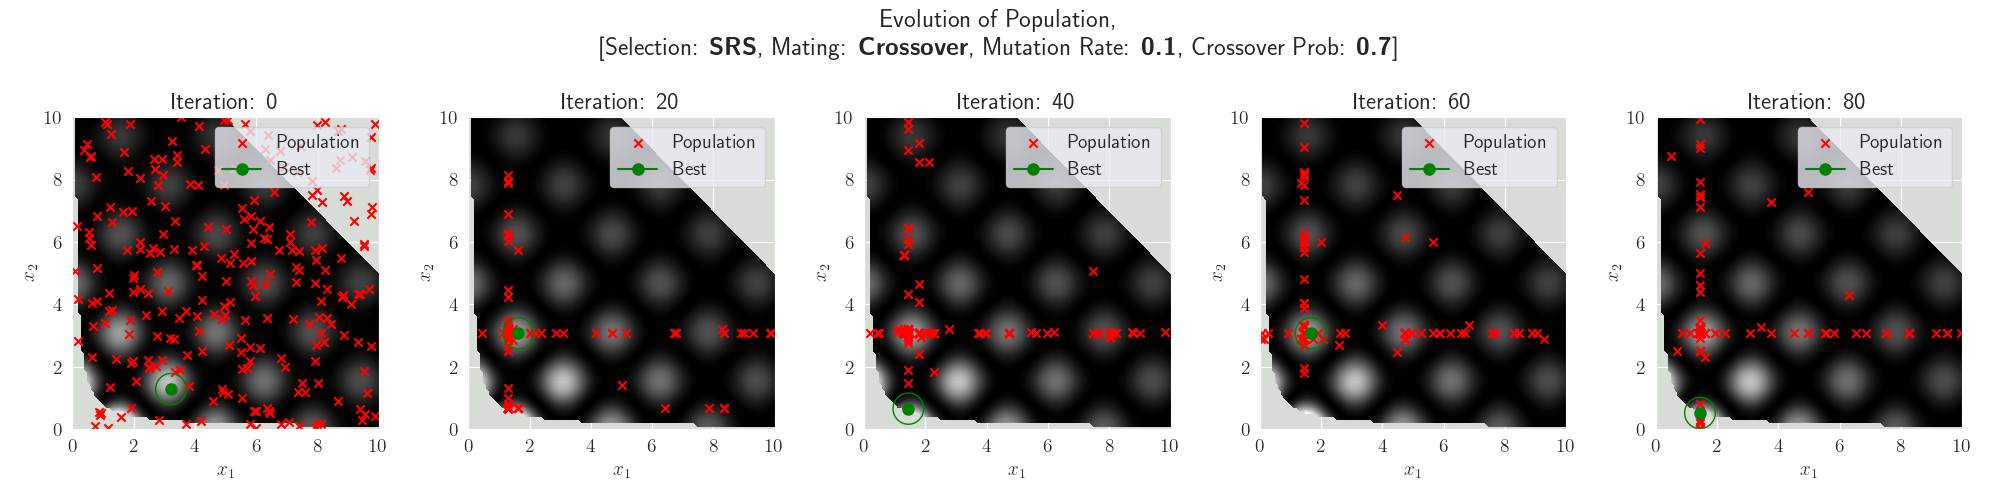 Evolution of Population,
[Selection: SRS, Mating: Crossover, Mutation Rate: 0.1, Crossover Prob: 0.7]
Iteration: 0
Population
Best
10
8
6
4
2
0
x2
0 2 4 6 8 10
x1
Iteration: 20
Population
Best
10
8
6
4
2
0
x2
0 2 4 6 8 10
x1
Iteration: 40
Population
Best
10
8
6
4
2
0
x2
0 2 4 6 8 10
x1
Iteration: 60
Population
Best
10
8
6
4
2
0
x2
0 2 4 6 8 10
x1
Iteration: 80
Population
Best
10
8
6
4
2
0
x2
0 2 4 6 8 10
x1